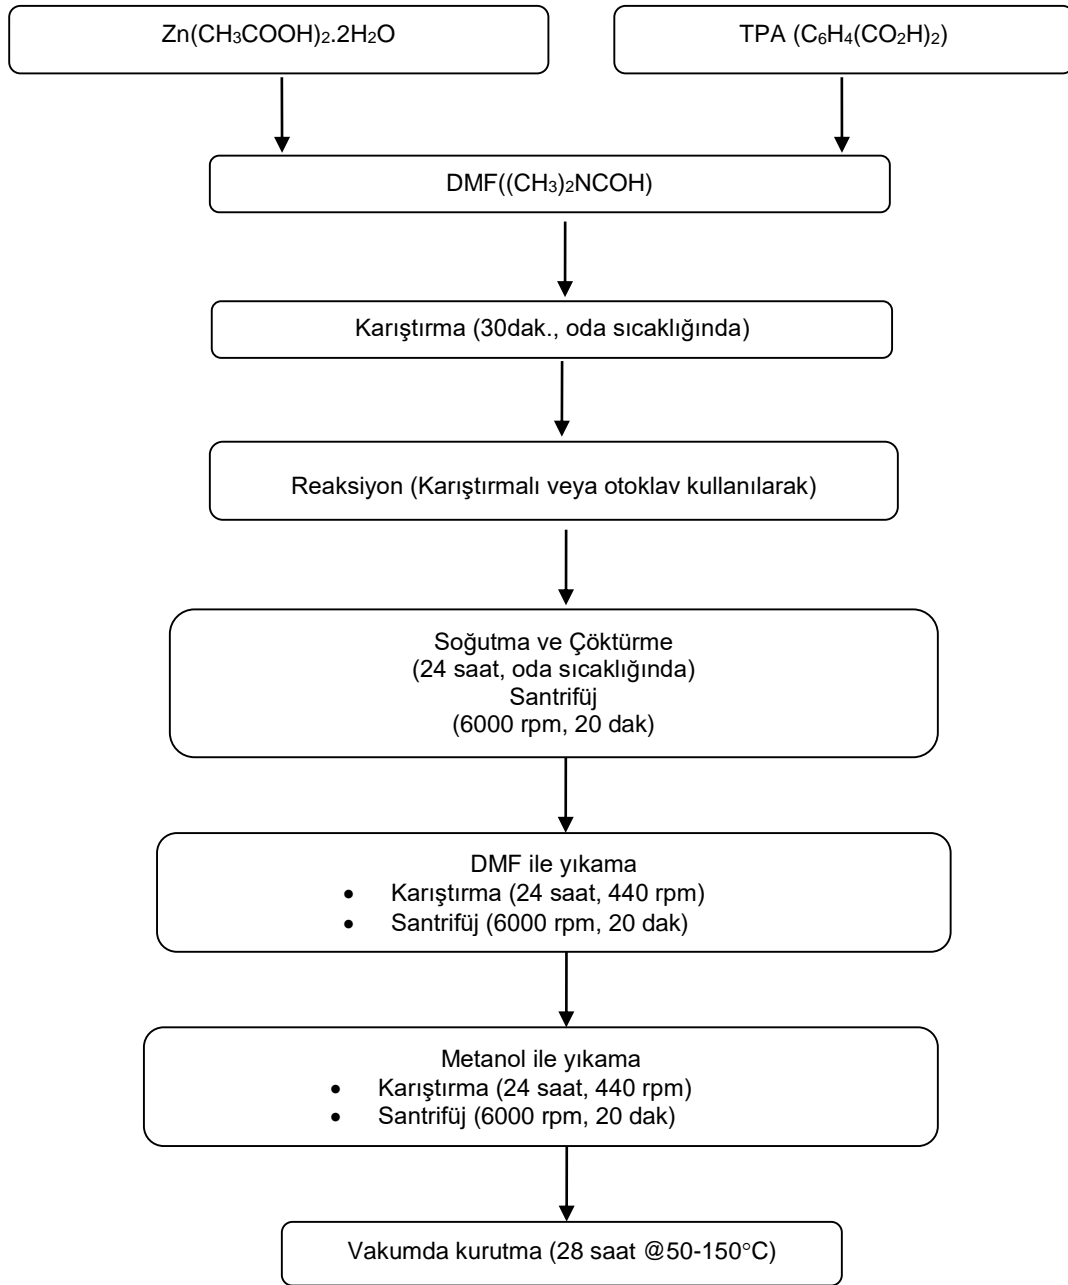 Zn(CH₃COOH)₂.2H₂O
TPA (C₆H₄(CO₂H)₂)
DMF((CH₃)₂NCOH)
Karıştırma (30dak., oda sıcaklığında)
Reaksiyon (Karıştırmalı veya otoklav kullanılarak)
Soğutma ve Çöktürme
(24 saat, oda sıcaklığında)
Santrifüj
(6000 rpm, 20 dak)
DMF ile yıkama
• Karıştırma (24 saat, 440 rpm)
• Santrifüj (6000 rpm, 20 dak)
Metanol ile yıkama
• Karıştırma (24 saat, 440 rpm)
• Santrifüj (6000 rpm, 20 dak)
Vakumda kurutma (28 saat @50-150°C)